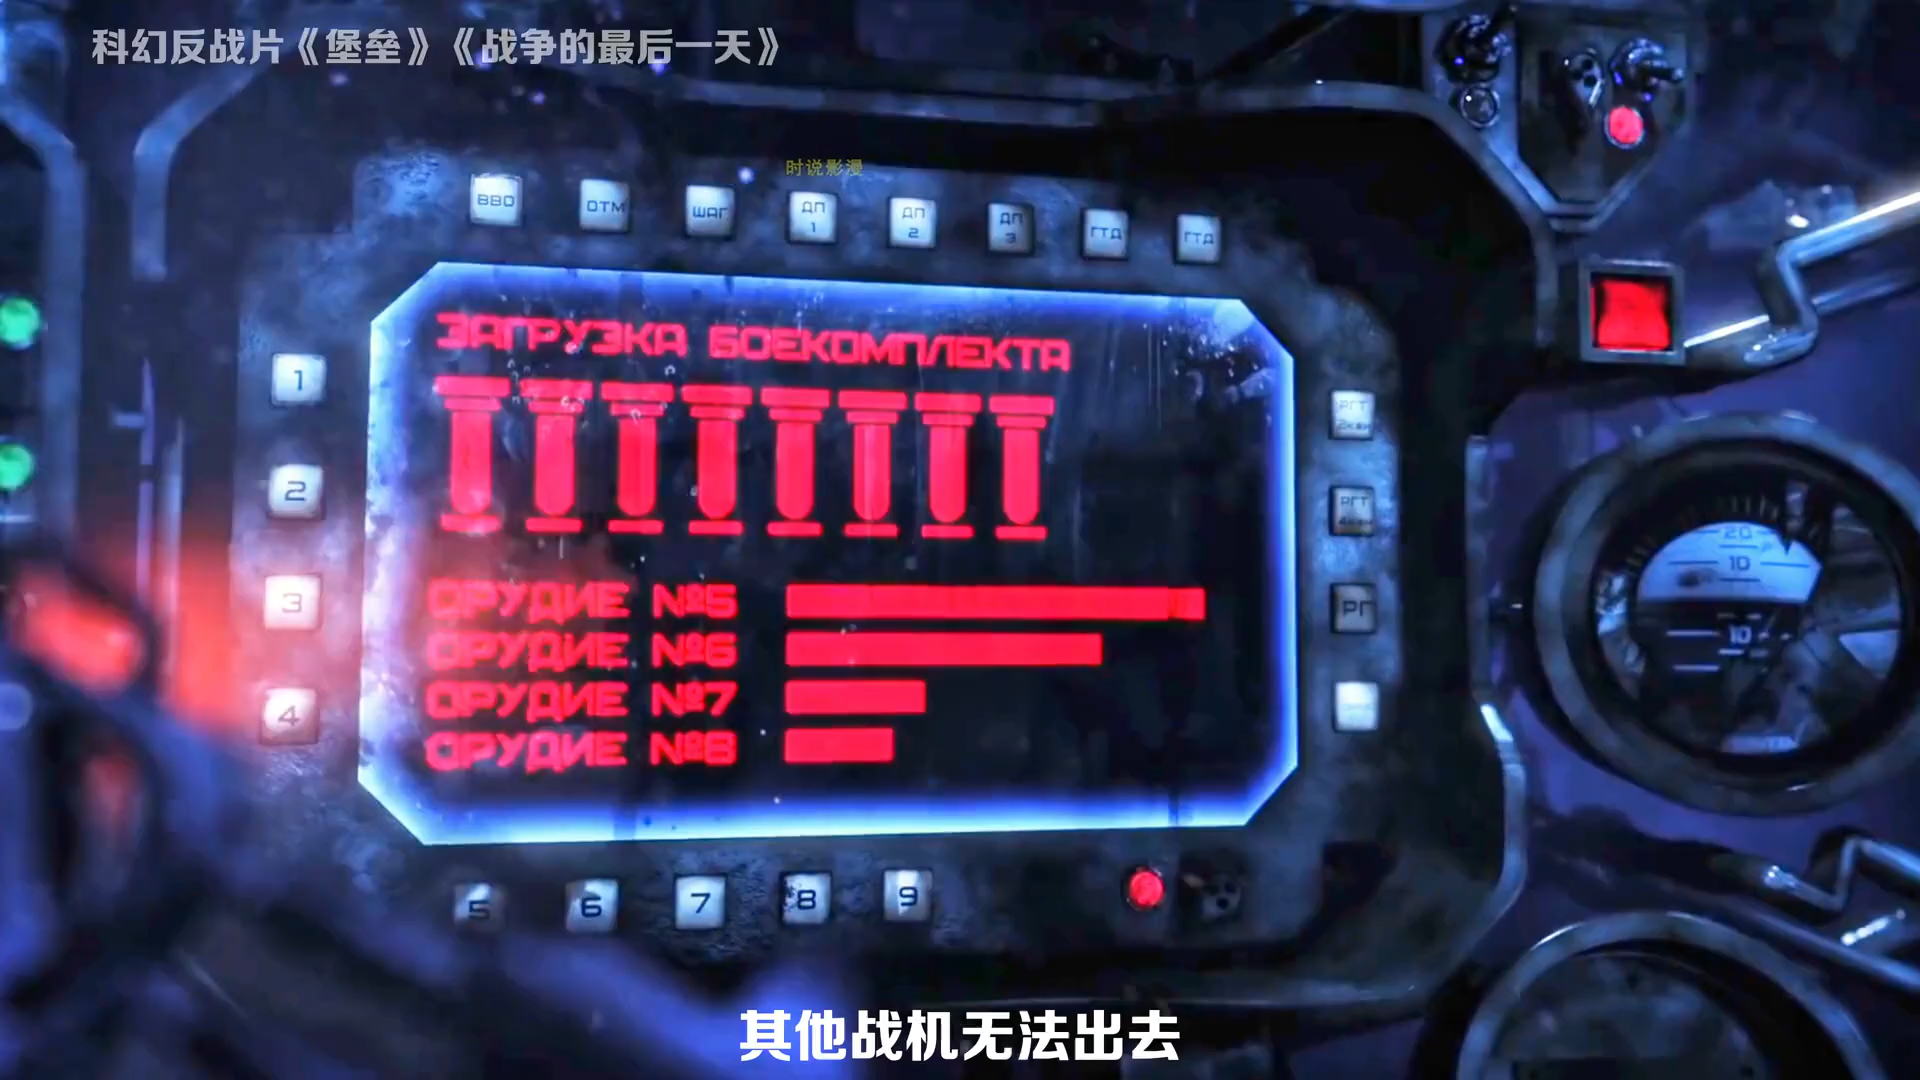 科幻反战片《堡垒》《战争的最后一天》
时说影漫
ВВО
ОТМ
ШАГ
ДП 1
ДП 2
ДП 3
ГТД
ГТД
ЗАГРУЗКА БОЕКОМПЛЕКТА
1
2
3
4
ОРУДИЕ №5
ОРУДИЕ №6
ОРУДИЕ №7
ОРУДИЕ №8
РГТ
РГТ
РГ
20
10
10
5
6
7
8
9
其他战机无法出去